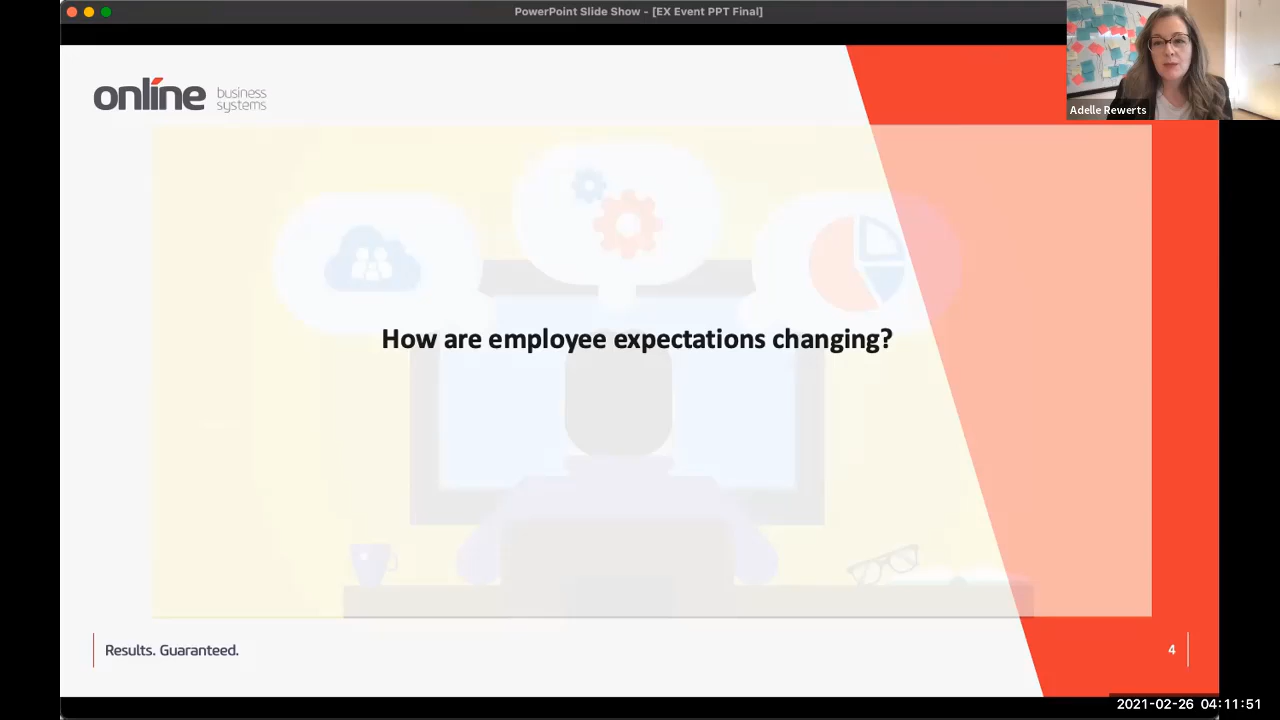 PowerPoint Slide Show - [EX Event PPT Final]
Adelle Rewerts
online business
systems
How are employee expectations changing?
Results. Guaranteed.
4
2021-02-26 04:11:51